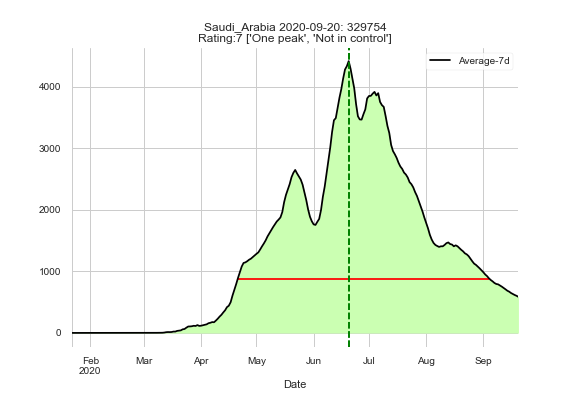 Saudi_Arabia 2020-09-20: 329754
Rating:7 ['One peak', 'Not in control']
Average-7d
4000
3000
2000
1000
0
Feb Mar Apr May Jun Jul Aug Sep
2020
Date